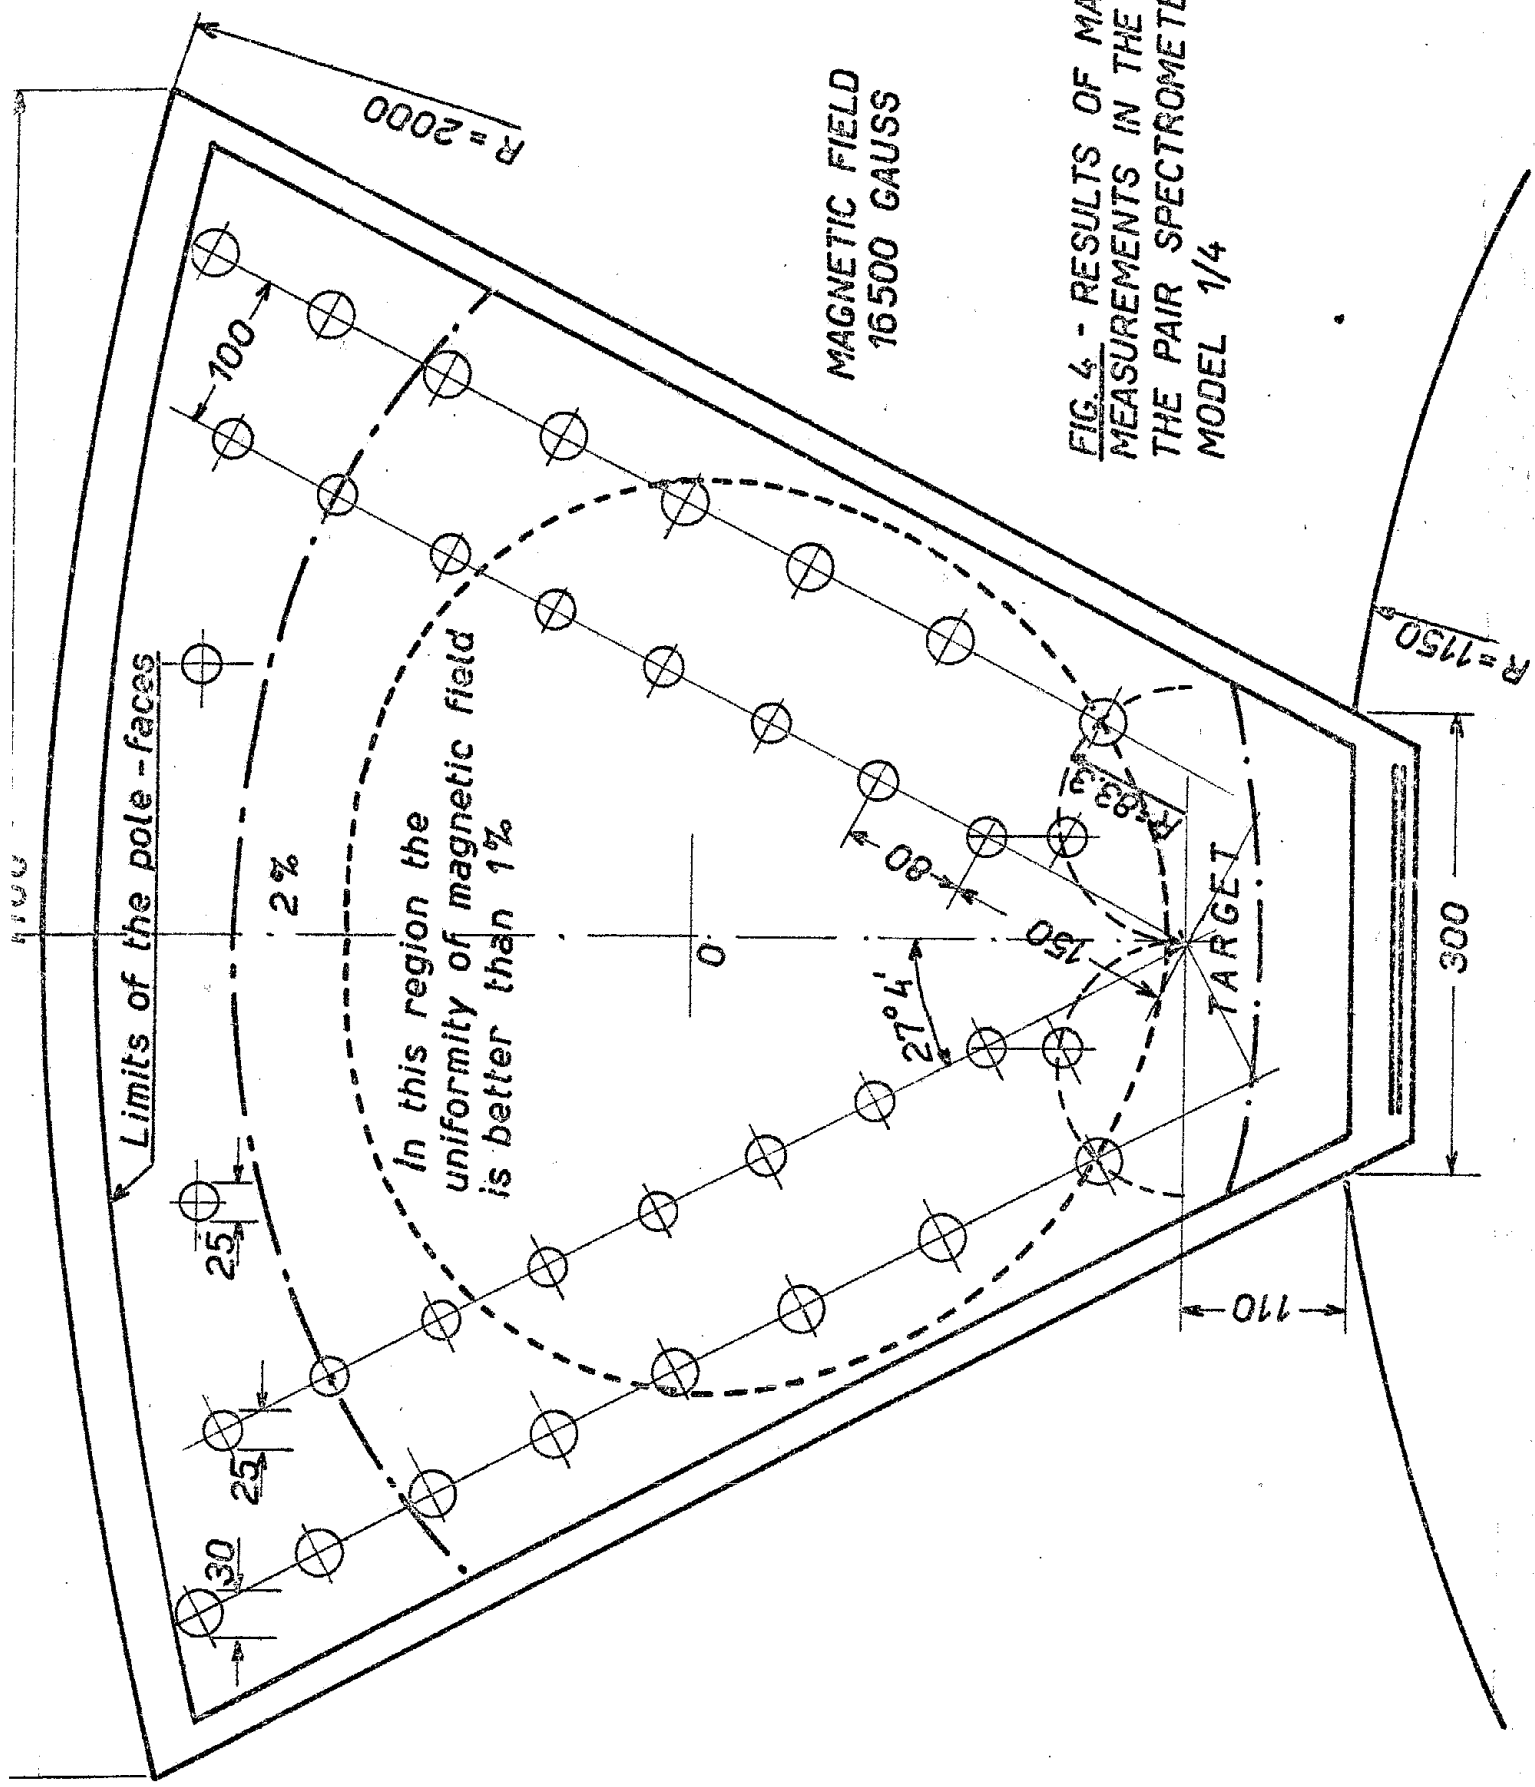 R=2000
100
Limits of the pole-faces
2%
In this region the
uniformity of magnetic field
is better than 1%
25
25
30
0
80
150
27° 4'
R=83.3
TARGET
110
300
R=1150
MAGNETIC FIELD
16500 GAUSS
FIG. 4 - RESULTS OF
MEASUREMENTS IN THE
THE PAIR SPECTROMETE
MODEL 1/4